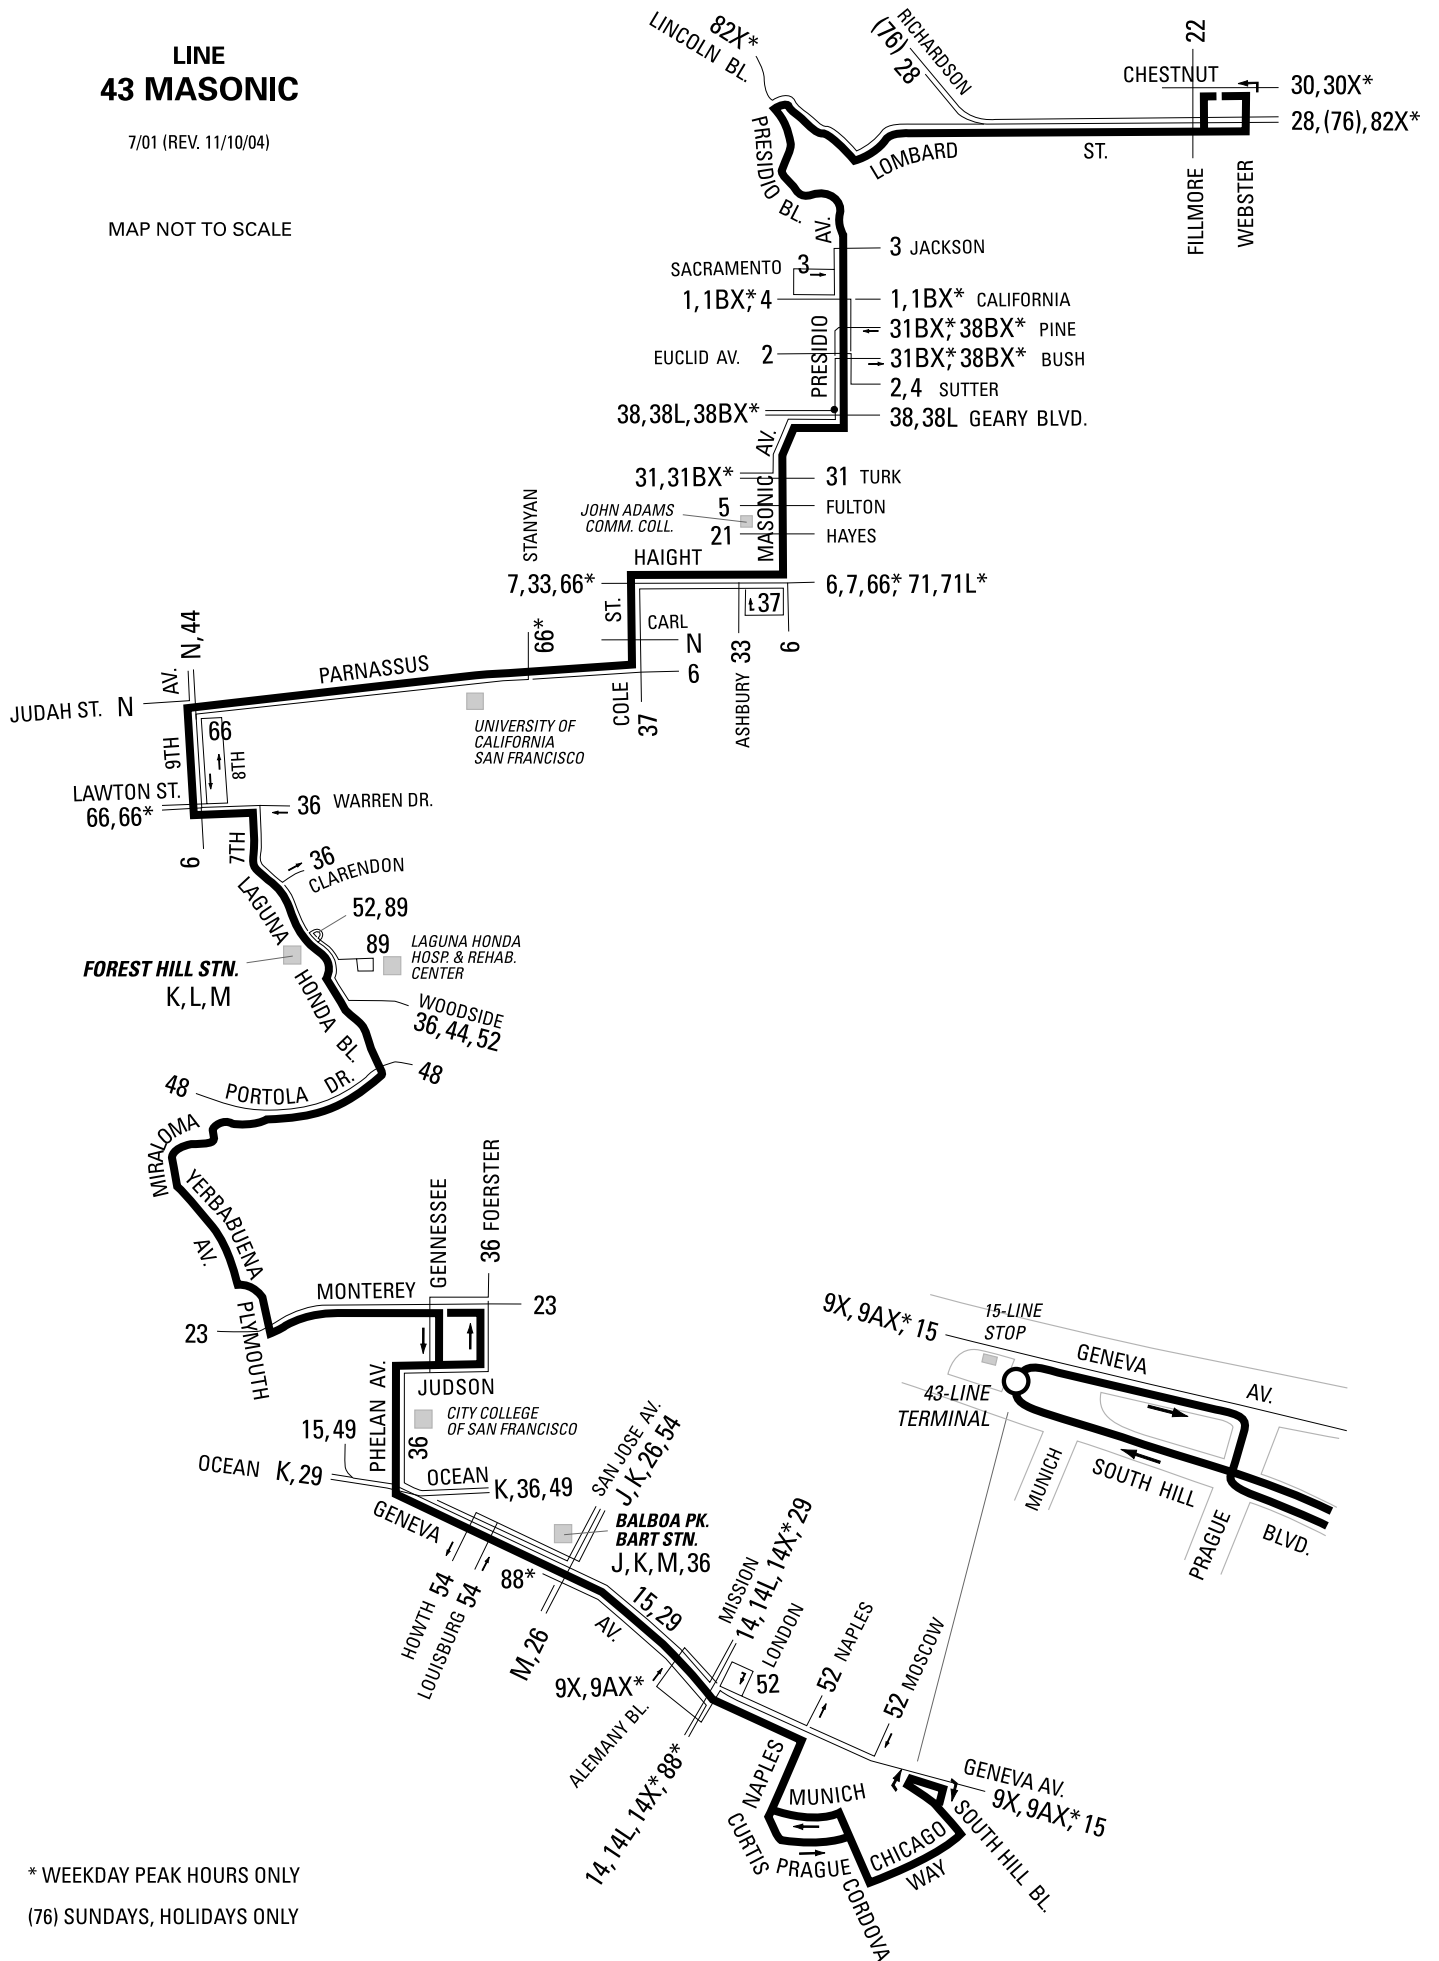 LINE
43 MASONIC
7/01 (REV. 11/10/04)
MAP NOT TO SCALE
82X*
LINCOLN BL.
RICHARDSON
(76) 28
22
CHESTNUT
30, 30X*
28, (76), 82X*
LOMBARD
ST.
FILLMORE
WEBSTER
PRESIDIO BL.
AV.
PRESIDIO
3 JACKSON
SACRAMENTO 3
1, 1BX*, 4
1, 1BX* CALIFORNIA
31BX*, 38BX* PINE
EUCLID AV. 2
31BX*, 38BX* BUSH
2, 4 SUTTER
38, 38L, 38BX*
38, 38L GEARY BLVD.
AV.
MASONIC
31, 31BX*
31 TURK
JOHN ADAMS
COMM. COLL.
5
FULTON
21
HAYES
STANYAN
HAIGHT
7, 33, 66*
6, 7, 66*, 71, 71L*
37
ST.
COLE
CARL
N
6
66*
37
ASHBURY 33
6
N, 44
AV.
9TH
PARNASSUS
JUDAH ST. N
UNIVERSITY OF
CALIFORNIA
SAN FRANCISCO
66
8TH
LAWTON ST.
66, 66*
36 WARREN DR.
6
7TH
36
CLARENDON
LAGUNA
HONDA
BL.
52, 89
89
LAGUNA HONDA
HOSP. & REHAB.
CENTER
FOREST HILL STN.
K, L, M
WOODSIDE
36, 44, 52
48
PORTOLA
DR.
48
MIRALOMA
YERBABUENA
AV.
PLYMOUTH
GENNESSEE
36 FOERSTER
MONTEREY
23
23
PHELAN AV.
JUDSON
CITY COLLEGE
OF SAN FRANCISCO
36
15, 49
OCEAN K, 29
OCEAN
K, 36, 49
SAN JOSE AV.
J, K, 26, 54
GENEVA
AV.
BALBOA PK.
BART STN.
J, K, M, 36
HOWTH 54
LOUISBURG 54
88*
M, 26
15, 29
MISSION
14, 14L, 14X*, 29
LONDON
52
52 NAPLES
52 MOSCOW
9X, 9AX*
ALEMANY BL.
14, 14L, 14X*, 88*
NAPLES
MUNICH
CURTIS
PRAGUE
CORDOVA
CHICAGO
WAY
SOUTH HILL BL.
GENEVA AV.
9X, 9AX*, 15
9X, 9AX*, 15
15-LINE
STOP
GENEVA
AV.
43-LINE
TERMINAL
MUNICH
SOUTH HILL
BLVD.
PRAGUE
* WEEKDAY PEAK HOURS ONLY
(76) SUNDAYS, HOLIDAYS ONLY